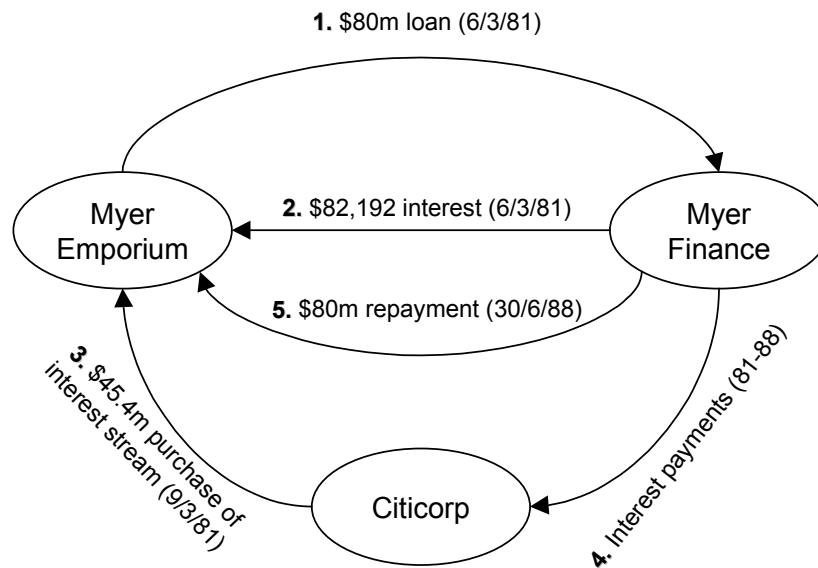 1. $80m loan (6/3/81)
Myer
Emporium
2. $82,192 interest (6/3/81)
Myer
Finance
5. $80m repayment (30/6/88)
3. $45.4m purchase of
interest stream (9/3/81)
4. Interest payments (81-88)
Citicorp